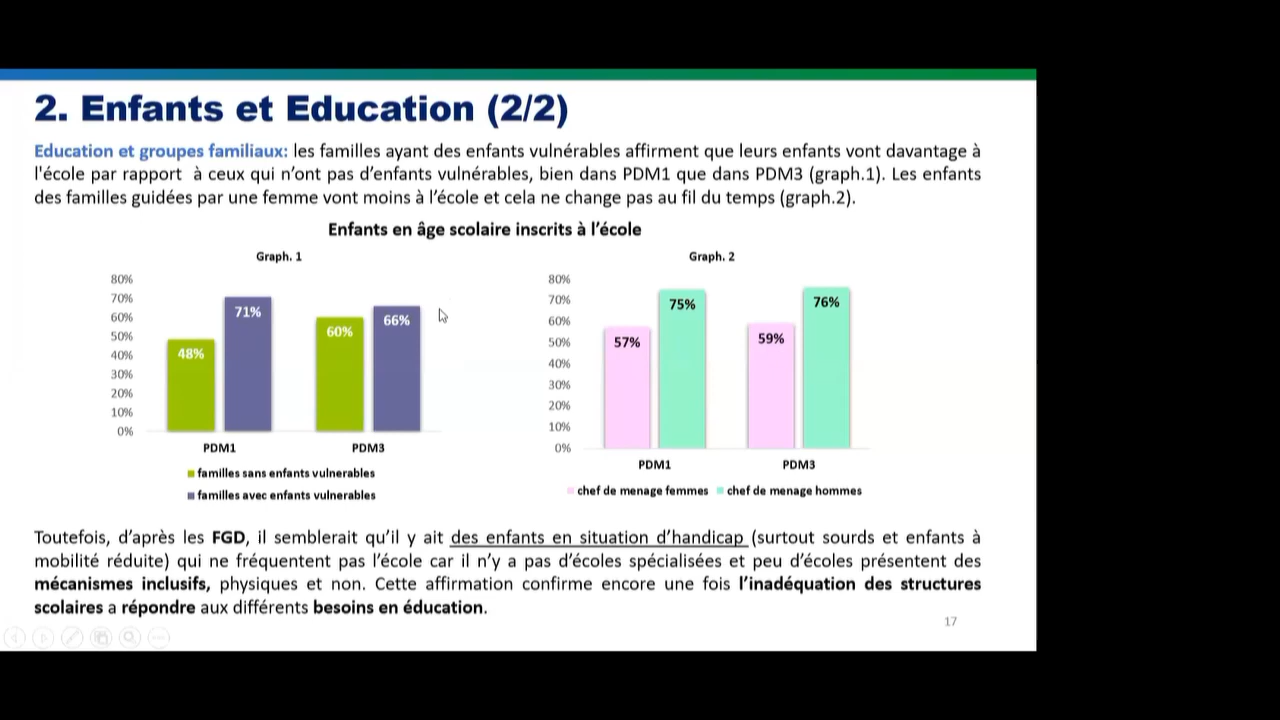 2. Enfants et Education (2/2)
Education et groupes familiaux: les familles ayant des enfants vulnérables affirment que leurs enfants vont davantage à
l'école par rapport à ceux qui n’ont pas d’enfants vulnérables, bien dans PDM1 que dans PDM3 (graph.1). Les enfants
des familles guidées par une femme vont moins à l’école et cela ne change pas au fil du temps (graph.2).
Enfants en âge scolaire inscrits à l’école
Graph. 1
80%
70%
60%
50%
40%
30%
20%
10%
0%
48%
71%
60%
66%
PDM1
PDM3
familles sans enfants vulnerables
familles avec enfants vulnerables
Graph. 2
80%
70%
60%
50%
40%
30%
20%
10%
0%
57%
75%
59%
76%
PDM1
PDM3
chef de menage femmes
chef de menage hommes
Toutefois, d’après les FGD, il semblerait qu’il y ait des enfants en situation d’handicap (surtout sourds et enfants à
mobilité réduite) qui ne fréquentent pas l’école car il n’y a pas d’écoles spécialisées et peu d’écoles présentent des
mécanismes inclusifs, physiques et non. Cette affirmation confirme encore une fois l’inadéquation des structures
scolaires a répondre aux différents besoins en éducation.
17